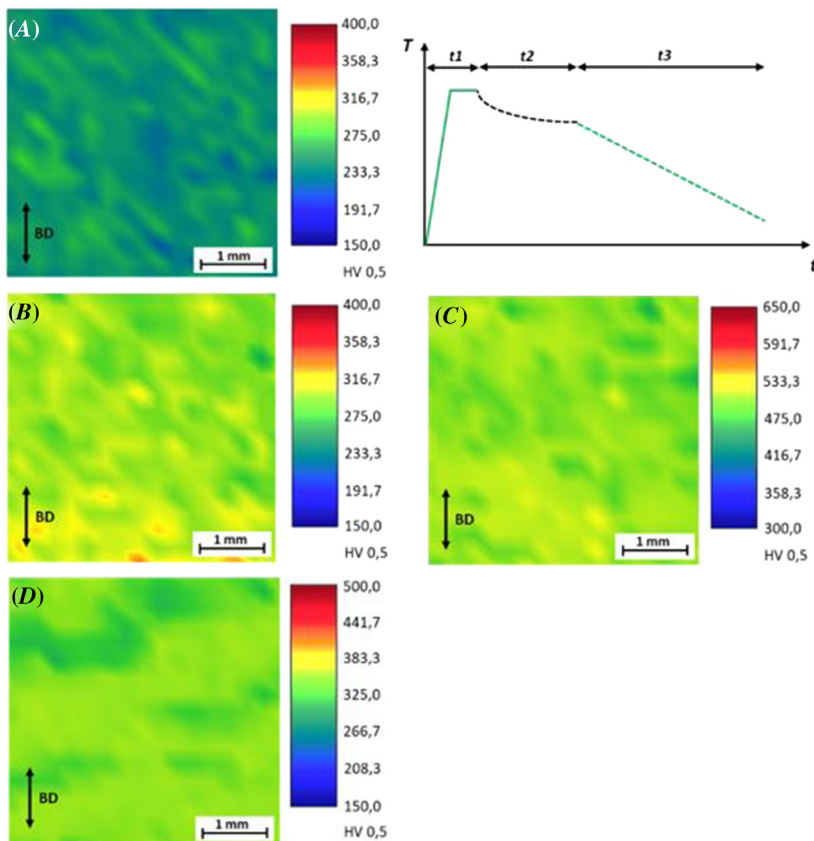 (A)
400,0
358,3
316,7
275,0
233,3
191,7
150,0
HV 0,5
BD
1 mm
T
t1
t2
t3
t
(B)
400,0
358,3
316,7
275,0
233,3
191,7
150,0
HV 0,5
BD
1 mm
(C)
650,0
591,7
533,3
475,0
416,7
358,3
300,0
HV 0,5
BD
1 mm
(D)
500,0
441,7
383,3
325,0
266,7
208,3
150,0
HV 0,5
BD
1 mm